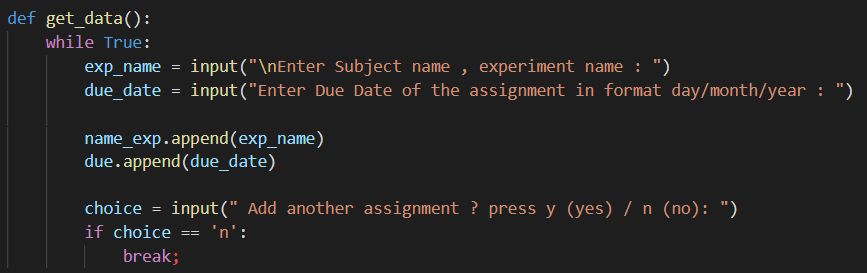 def get_data():
    while True:
        exp_name = input("\nEnter Subject name , experiment name : ")
        due_date = input("Enter Due Date of the assignment in format day/month/year : ")

        name_exp.append(exp_name)
        due.append(due_date)

        choice = input(" Add another assignment ? press y (yes) / n (no): ")
        if choice == 'n':
            break;